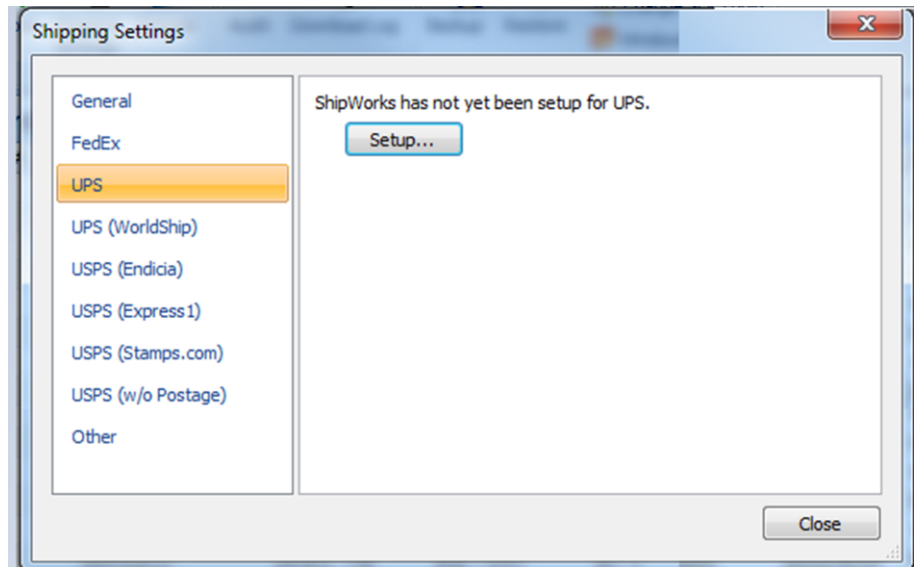 Shipping Settings
General
FedEx
UPS
UPS (WorldShip)
USPS (Endicia)
USPS (Express1)
USPS (Stamps.com)
USPS (w/o Postage)
Other
ShipWorks has not yet been setup for UPS.
Setup...
Close